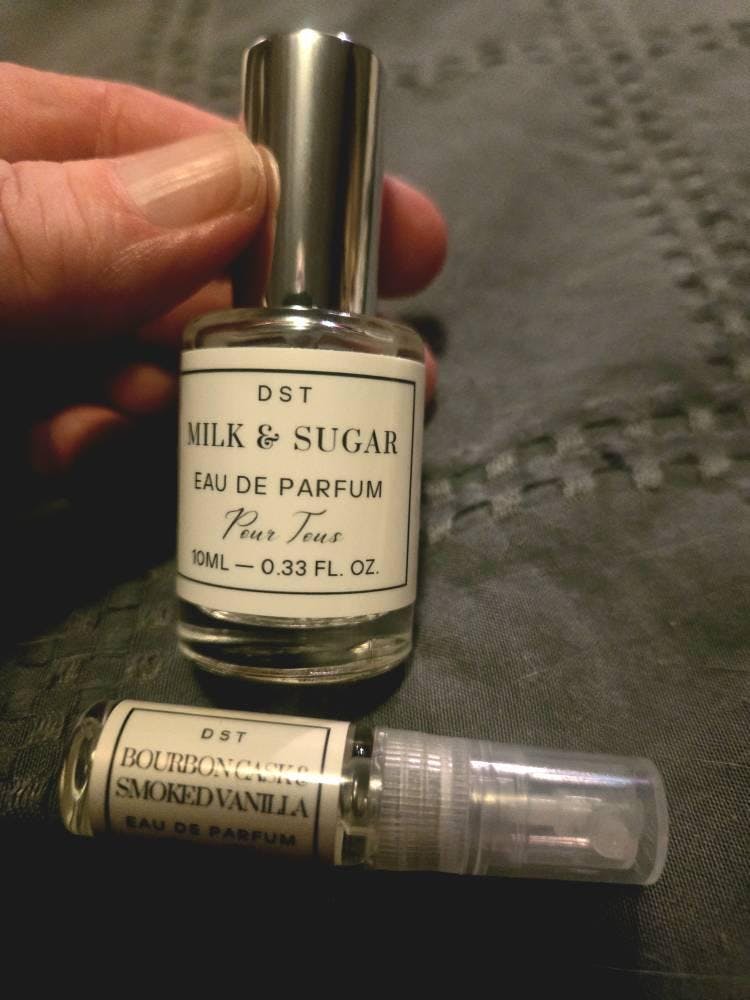 DST
MILK & SUGAR
EAU DE PARFUM
Pour Tous
10ML — 0.33 FL. OZ.
DST
BOURBON CASK &
SMOKED VANILLA
EAU DE PARFUM